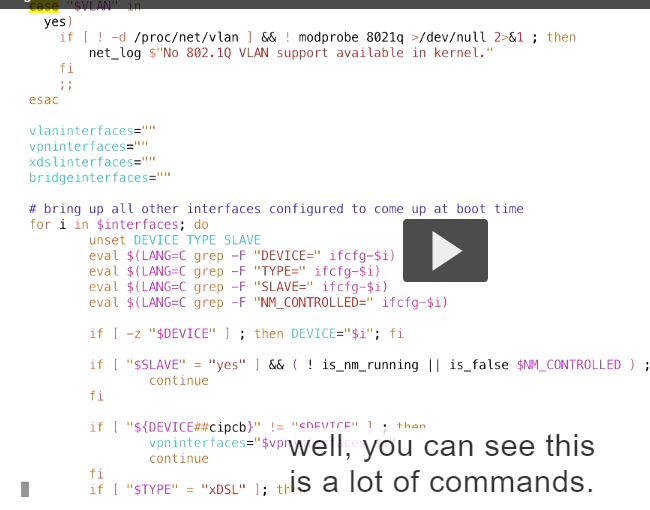 case "$VLAN" in
yes)
if [ ! -d /proc/net/vlan ] && ! modprobe 8021q >/dev/null 2>&1 ; then
net_log $"No 802.1Q VLAN support available in kernel."
fi
;;
esac
vlaninterfaces=""
vpninterfaces=""
xdslinterfaces=""
bridgeinterfaces=""
# bring up all other interfaces configured to come up at boot time
for i in $interfaces; do
unset DEVICE TYPE SLAVE
eval $(LANG=C grep -F "DEVICE=" ifcfg-$i)
eval $(LANG=C grep -F "TYPE=" ifcfg-$i)
eval $(LANG=C grep -F "SLAVE=" ifcfg-$i)
eval $(LANG=C grep -F "NM_CONTROLLED=" ifcfg-$i)
if [ -z "$DEVICE" ] ; then DEVICE="$i"; fi
if [ "$SLAVE" = "yes" ] && ( ! is_nm_running || is_false $NM_CONTROLLED ) ;
continue
fi
if [ "${DEVICE##cipcb}" != "$DEVICE" ] ; then
vpninterfaces="$vpn
continue
fi
if [ "$TYPE" = "xDSL" ]; th
well, you can see this
is a lot of commands.